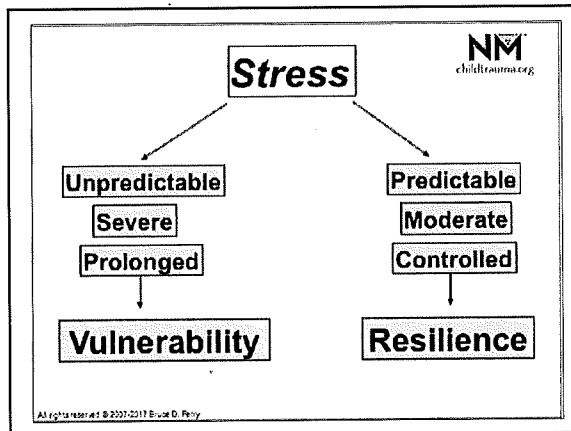 Stress
NM
childtrauma.org
Unpredictable
Severe
Prolonged
Vulnerability
Predictable
Moderate
Controlled
Resilience
All rights reserved © 2007-2017 Bruce D. Perry